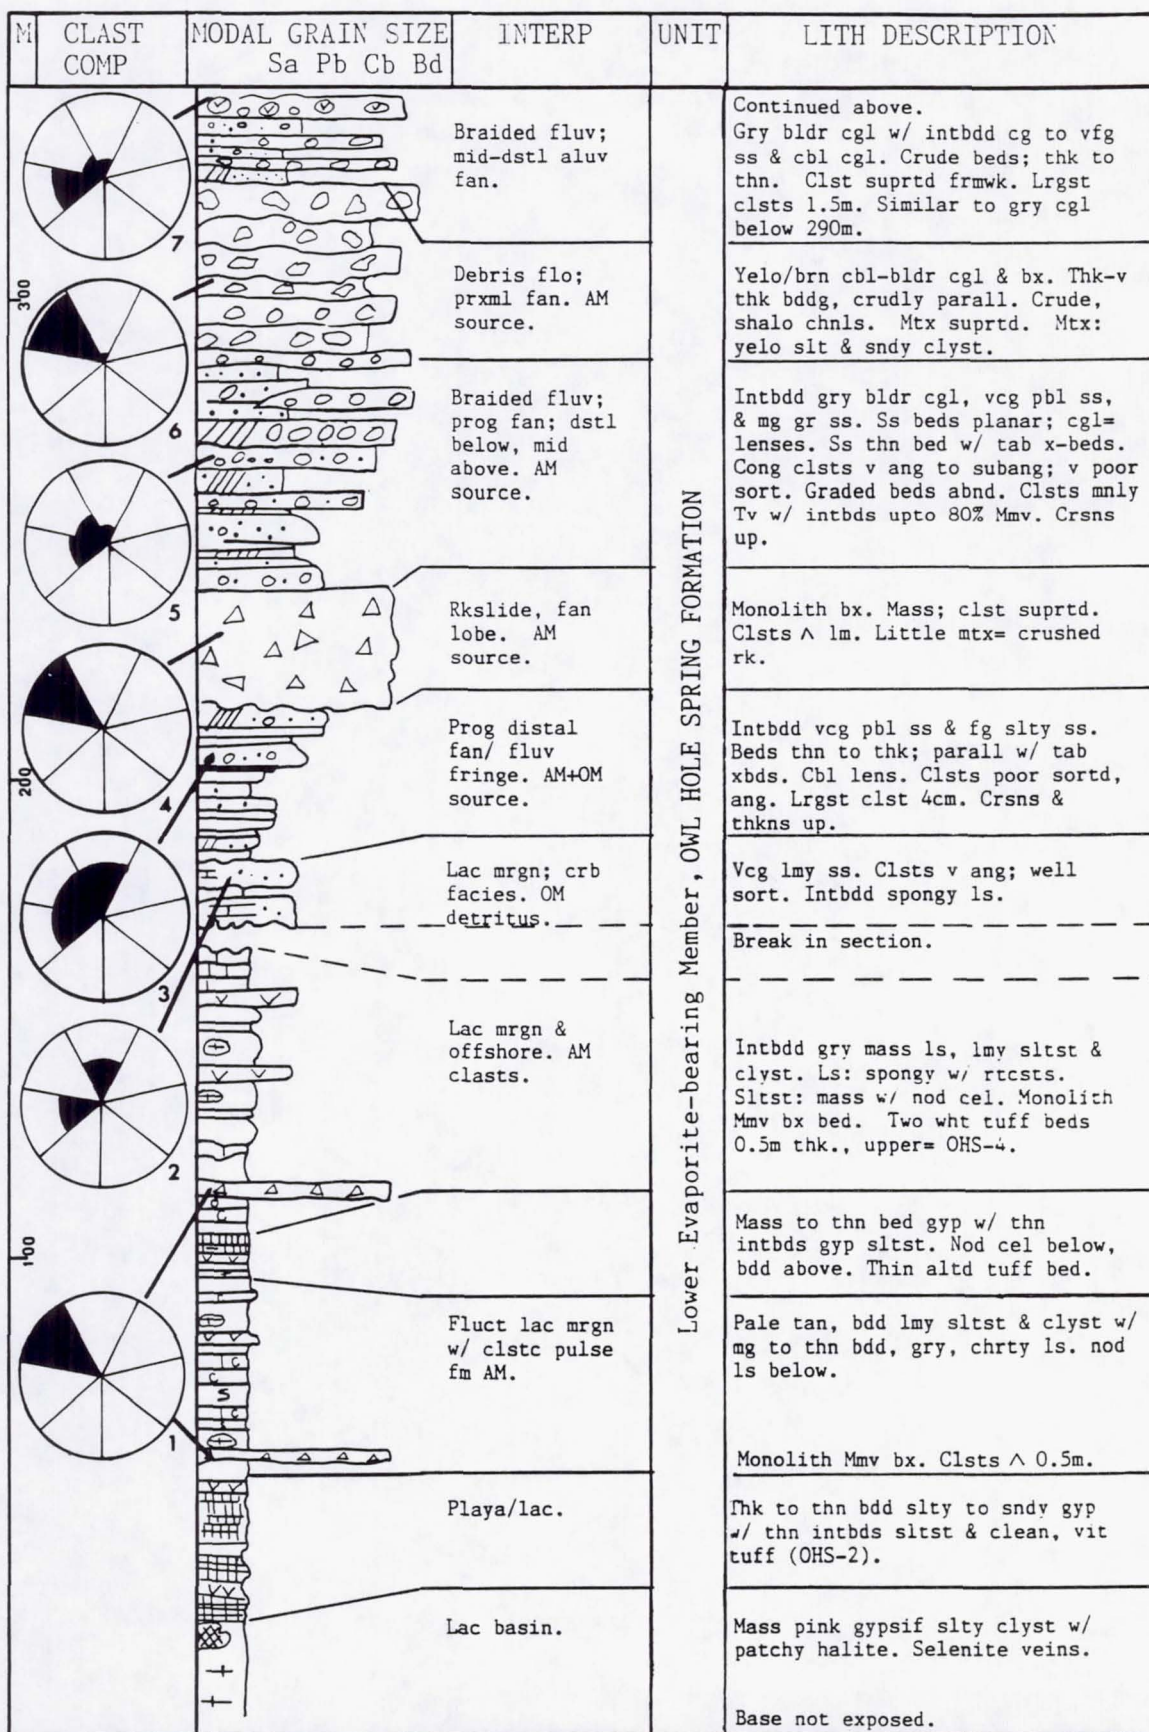 M
CLAST
COMP
MODAL GRAIN SIZE
Sa Pb Cb Bd
INTERP
UNIT
LITH DESCRIPTION
Braided fluv;
mid-dstl aluv
fan.
Continued above.
Gry bldr cgl w/ intbdd cg to vfg
ss & cbl cgl. Crude beds; thk to
thn. Clst suprtd frmwk. Lrgst
clsts 1.5m. Similar to gry cgl
below 290m.
7
300
Debris flo;
prxml fan. AM
source.
Yelo/brn cbl-bldr cgl & bx. Thk-v
thk bddg, crudly parall. Crude,
shalo chnls. Mtx suprtd. Mtx:
yelo slt & sndy clyst.
6
Braided fluv;
prog fan; dstl
below, mid
above. AM
source.
Intbdd gry bldr cgl, vcg pbl ss,
& mg gr ss. Ss beds planar; cgl=
lenses. Ss thn bed w/ tab x-beds.
Cong clsts v ang to subang; v poor
sort. Graded beds abnd. Clsts mnly
Tv w/ intbds upto 80% Mmv. Crsns
up.
5
Rkslide, fan
lobe. AM
source.
Monolith bx. Mass; clst suprtd.
Clsts ∧ 1m. Little mtx= crushed
rk.
4
200
Prog distal
fan/ fluv
fringe. AM+OM
source.
Intbdd vcg pbl ss & fg slty ss.
Beds thn to thk; parall w/ tab
xbds. Cbl lens. Clsts poor sortd,
ang. Lrgst clst 4cm. Crsns &
thkns up.
3
Lac mrgn; crb
facies. OM
detritus.
Vcg lmy ss. Clsts v ang; well
sort. Intbdd spongy ls.
Break in section.
2
Lac mrgn &
offshore. AM
clasts.
Intbdd gry mass ls, lmy sltst &
clyst. Ls: spongy w/ rtcsts.
Sltst: mass w/ nod cel. Monolith
Mmv bx bed. Two wht tuff beds
0.5m thk., upper= OHS-4.
100
Mass to thn bed gyp w/ thn
intbds gyp sltst. Nod cel below,
bdd above. Thin altd tuff bed.
1
Fluct lac mrgn
w/ clstc pulse
fm AM.
Pale tan, bdd lmy sltst & clyst w/
mg to thn bdd, gry, chrty ls. nod
ls below.
Monolith Mmv bx. Clsts ∧ 0.5m.
Playa/lac.
Thk to thn bdd slty to sndy gyp
w/ thn intbds sltst & clean, vit
tuff (OHS-2).
Lac basin.
Mass pink gypsif slty clyst w/
patchy halite. Selenite veins.
Base not exposed.
Lower Evaporite-bearing Member, OWL HOLE SPRING FORMATION